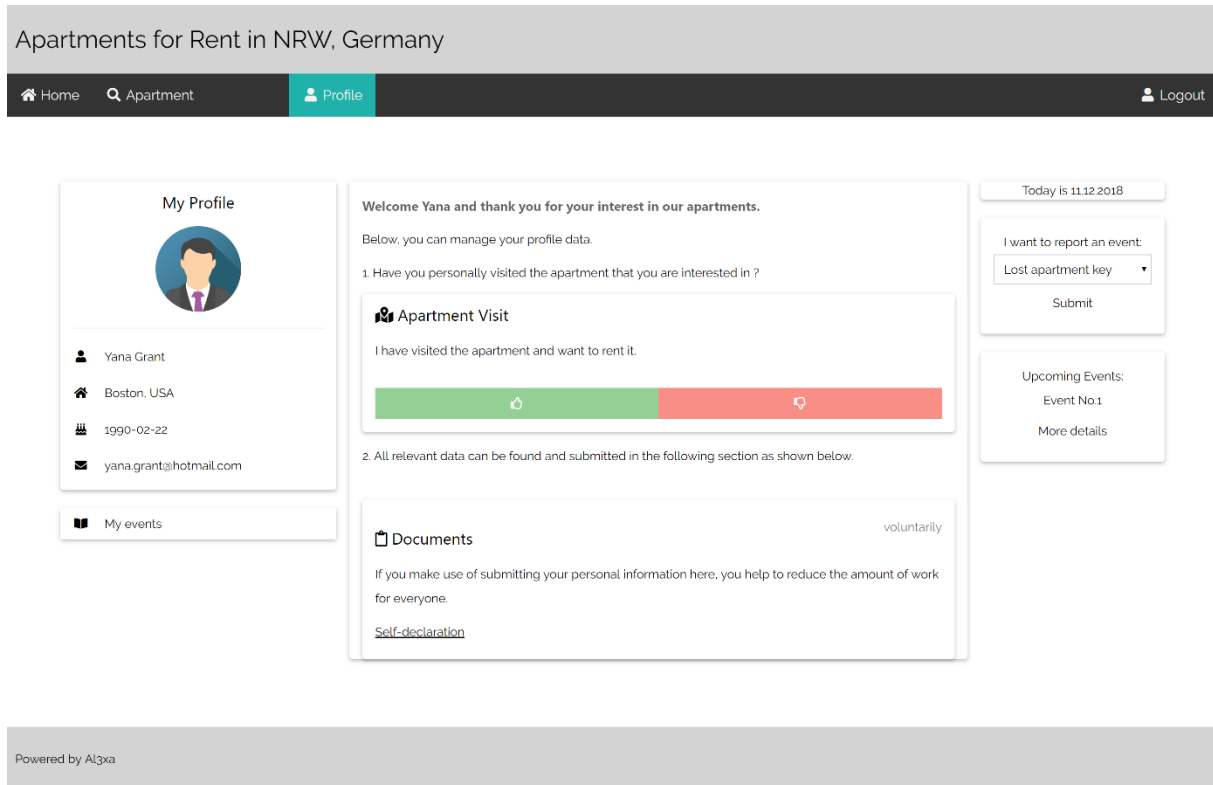 Apartments for Rent in NRW, Germany
Home
Apartment
Profile
Logout
My Profile
Yana Grant
Boston, USA
1990-02-22
yana.grant@hotmail.com
My events
Welcome Yana and thank you for your interest in our apartments.
Below, you can manage your profile data.
1. Have you personally visited the apartment that you are interested in ?
Apartment Visit
I have visited the apartment and want to rent it.
2. All relevant data can be found and submitted in the following section as shown below.
voluntarily
Documents
If you make use of submitting your personal information here, you help to reduce the amount of work
for everyone.
Self-declaration
Today is 11.12.2018
I want to report an event:
Lost apartment key
Submit
Upcoming Events:
Event No.1
More details
Powered by Al3xa